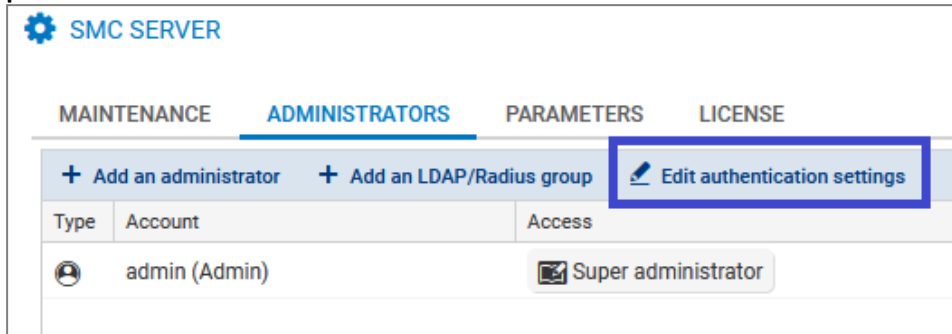 SMC SERVER
MAINTENANCE ADMINISTRATORS PARAMETERS LICENSE
+ Add an administrator + Add an LDAP/Radius group Edit authentication settings
Type Account Access
admin (Admin) Super administrator